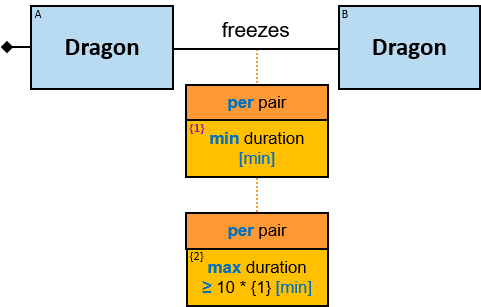 A
Dragon
freezes
B
Dragon
per pair
{1}
min duration
[min]
per pair
{2}
max duration
≥ 10 * {1} [min]